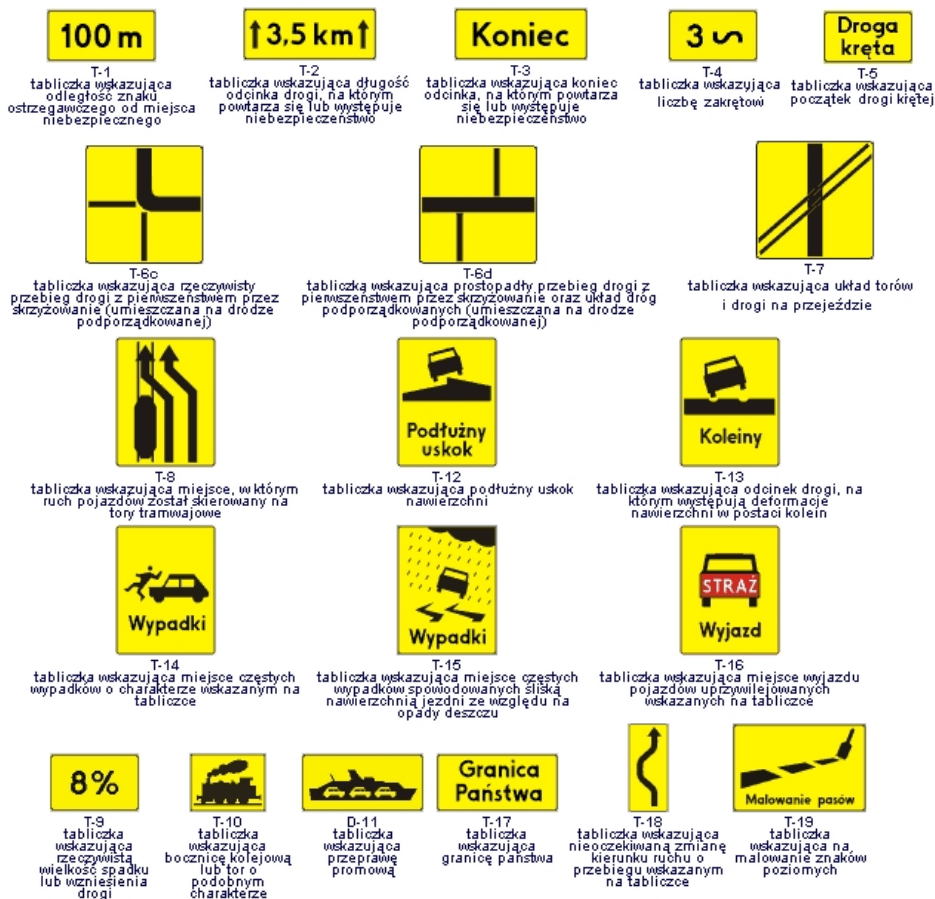 100 m
T-1
tabliczka wskazująca
odległość znaku
ostrzegawczego od miejsca
niebezpiecznego
3,5 km
T-2
tabliczka wskazująca długość
odcinka drogi, na którym
powtarza się lub występuje
niebezpieczeństwo
Koniec
T-3
tabliczka wskazująca koniec
odcinka, na którym powtarza
się lub występuje
niebezpieczeństwo
3
T-4
tabliczka wskazująca
liczbę zakrętow
Droga
kręta
T-5
tabliczka wskazująca
początek drogi krętej
T-6c
tabliczka wskazująca rzeczywisty
przebieg drogi z pierwszeństwem przez
skrzyżowanie (umieszczana na drodze
podporządkowanej)
T-6d
tabliczka wskazująca prostopadły przebieg drogi z
pierwszeństwem przez skrzyżowanie oraz układ dróg
podporządkowanych (umieszczana na drodze
podporządkowanej)
T-7
tabliczka wskazująca układ torów
i drogi na przejeździe
T-8
tabliczka wskazująca miejsce, w którym
ruch pojazdów został skierowany na
tory tramwajowe
Podłużny
uskok
T-12
tabliczka wskazująca podłużny uskok
nawierzchni
Koleiny
T-13
tabliczka wskazująca odcinek drogi, na
którym występują deformacje
nawierzchni w postaci kolein
Wypadki
T-14
tabliczka wskazująca miejsce częstych
wypadków o charakterze wskazanym na
tabliczce
Wypadki
T-15
tabliczka wskazująca miejsce częstych
wypadków spowodowanych śliską
nawierzchnią jezdni ze względu na
opady deszczu
STRAŻ
Wyjazd
T-16
tabliczka wskazująca miejsce wyjazdu
pojazdów uprzywilejowanych
wskazanych na tabliczce
8%
T-9
tabliczka
wskazująca
rzeczywistą
wielkość spadku
lub wzniesienia
drogi
T-10
tabliczka
wskazująca
bocznicę kolejową
lub tor o
podobnym
charakterze
D-11
tabliczka
wskazująca
przeprawę
promową
Granica
Państwa
T-17
tabliczka
wskazująca
granicę państwa
T-18
tabliczka wskazująca
nieoczekiwaną zmianę
kierunku ruchu o
przebiegu wskazanym
na tabliczce
Malowanie pasów
T-19
tabliczka
wskazująca na
malowanie znaków
poziomych